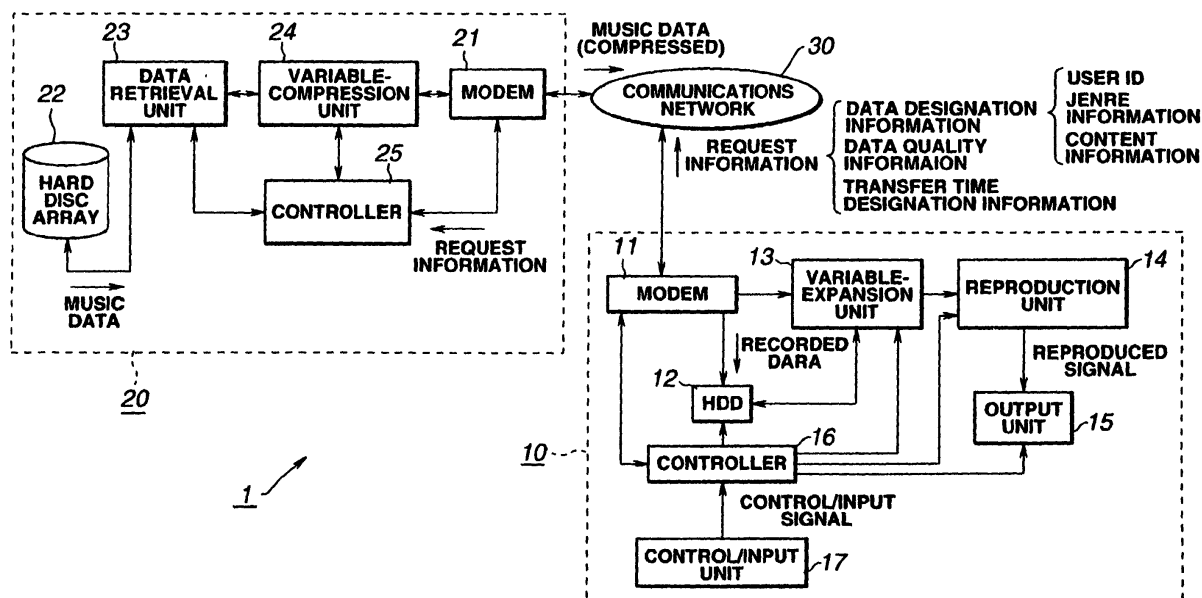 23
24
21
MUSIC DATA
(COMPRESSED)
30
22
DATA
RETRIEVAL
UNIT
VARIABLE-
COMPRESSION
UNIT
MODEM
COMMUNICATIONS
NETWORK
USER ID
JENRE
INFORMATION
CONTENT
INFORMATION
DATA DESIGNATION
INFORMATION
DATA QUALITY
INFORMAION
TRANSFER TIME
DESIGNATION INFORMATION
REQUEST
INFORMATION
25
HARD
DISC
ARRAY
CONTROLLER
REQUEST
INFORMATION
MUSIC
DATA
20
11
MODEM
13
VARIABLE-
EXPANSION
UNIT
14
REPRODUCTION
UNIT
RECORDED
DARA
REPRODUCED
SIGNAL
12
HDD
OUTPUT
UNIT
15
16
10
CONTROLLER
1
CONTROL/INPUT
SIGNAL
CONTROL/INPUT
UNIT
17